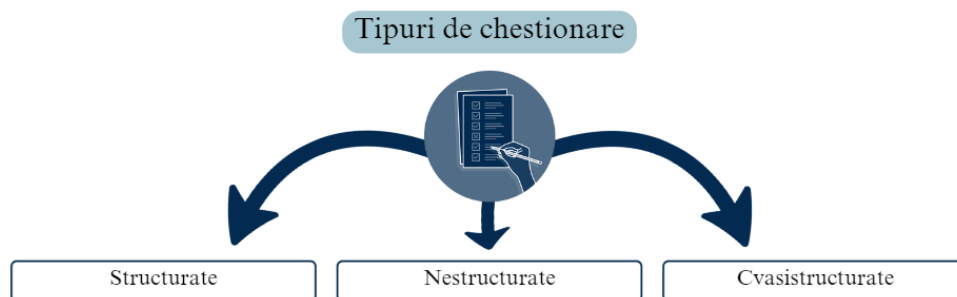 Tipuri de chestionare
Structurate
Nestructurate
Cvasistructurate